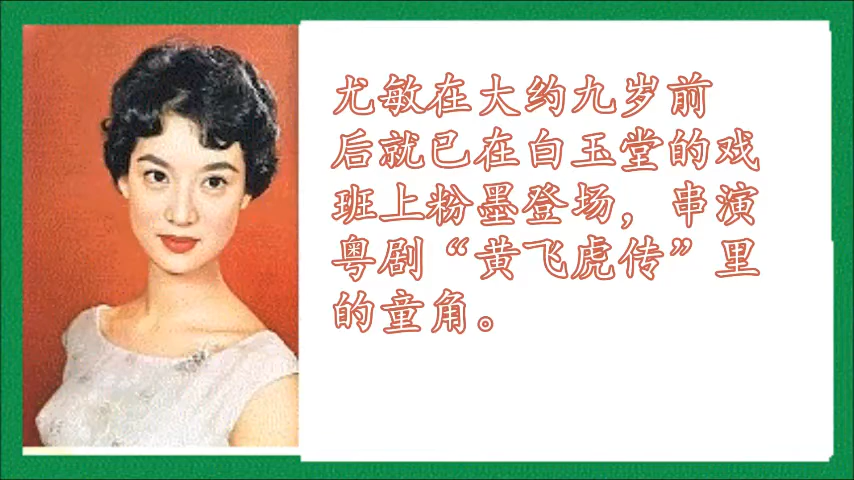 尤敏在大约九岁前
后就已在白玉堂的戏
班上粉墨登场，串演
粤剧“黄飞虎传”里
的童角。